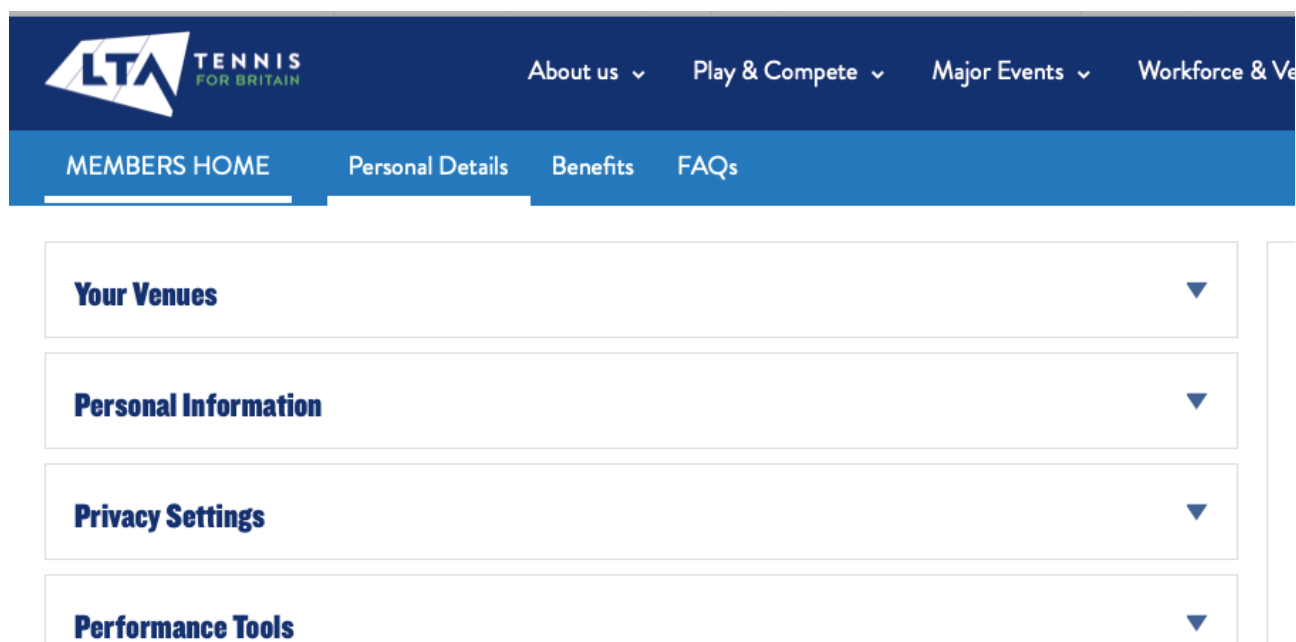 LTA TENNIS
FOR BRITAIN
About us Play & Compete Major Events Workforce &
MEMBERS HOME Personal Details Benefits FAQs
Your Venues
Personal Information
Privacy Settings
Performance Tools